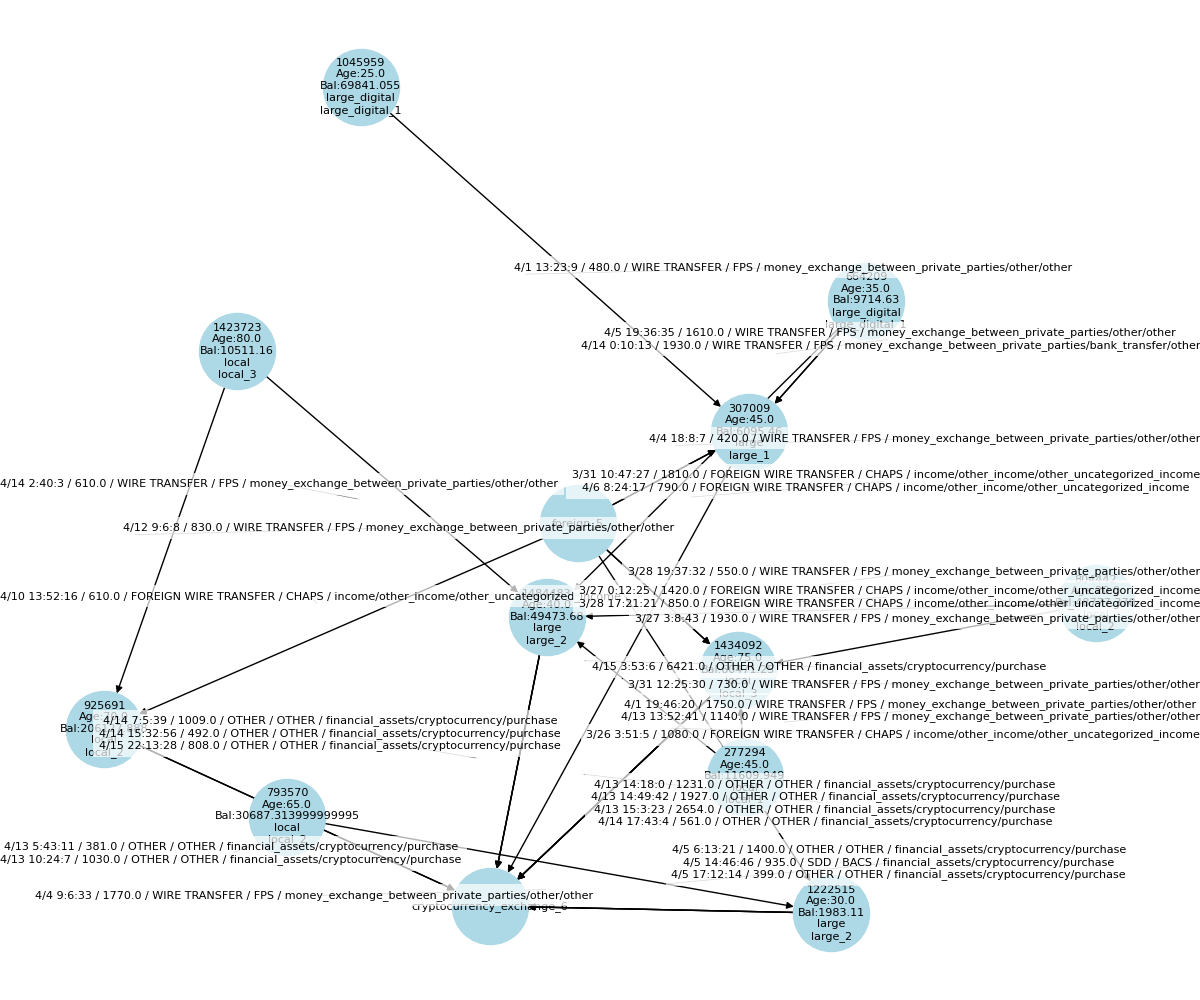 1045959
Age:25.0
Bal:69841.055
large_digital
large_digital_1
4/1 13:23:9 / 480.0 / WIRE TRANSFER / FPS / money_exchange_between_private_parties/other/other
664209
Age:35.0
Bal:9714.63
large_digital
large_digital_1
4/5 19:36:35 / 1610.0 / WIRE TRANSFER / FPS / money_exchange_between_private_parties/other/other
4/14 0:10:13 / 1930.0 / WIRE TRANSFER / FPS / money_exchange_between_private_parties/bank_transfer/other
1423723
Age:80.0
Bal:10511.16
local
local_3
307009
Age:45.0
Bal:6095.46
large
large_1
4/4 18:8:7 / 420.0 / WIRE TRANSFER / FPS / money_exchange_between_private_parties/other/other
3/31 10:47:27 / 1810.0 / FOREIGN WIRE TRANSFER / CHAPS / income/other_income/other_uncategorized_income
4/6 8:24:17 / 790.0 / FOREIGN WIRE TRANSFER / CHAPS / income/other_income/other_uncategorized_income
4/14 2:40:3 / 610.0 / WIRE TRANSFER / FPS / money_exchange_between_private_parties/other/other
foreign_5
4/12 9:6:8 / 830.0 / WIRE TRANSFER / FPS / money_exchange_between_private_parties/other/other
3/28 19:37:32 / 550.0 / WIRE TRANSFER / FPS / money_exchange_between_private_parties/other/other
3/27 0:12:25 / 1420.0 / FOREIGN WIRE TRANSFER / CHAPS / income/other_income/other_uncategorized_income
3/28 17:21:21 / 850.0 / FOREIGN WIRE TRANSFER / CHAPS / income/other_income/other_uncategorized_income
4/10 13:52:16 / 610.0 / FOREIGN WIRE TRANSFER / CHAPS / income/other_income/other_uncategorized_income
Age:40.0
Bal:49473.68
large
large_2
3/27 3:8:43 / 1930.0 / WIRE TRANSFER / FPS / money_exchange_between_private_parties/other/other
local_2
1434092
Age:75.0
local_3
4/15 3:53:6 / 6421.0 / OTHER / OTHER / financial_assets/cryptocurrency/purchase
3/31 12:25:30 / 730.0 / WIRE TRANSFER / FPS / money_exchange_between_private_parties/other/other
4/1 19:46:20 / 1750.0 / WIRE TRANSFER / FPS / money_exchange_between_private_parties/other/other
4/13 13:52:41 / 1140.0 / WIRE TRANSFER / FPS / money_exchange_between_private_parties/other/other
3/26 3:51:5 / 1080.0 / FOREIGN WIRE TRANSFER / CHAPS / income/other_income/other_uncategorized_income
925691
local_2
4/14 7:5:39 / 1009.0 / OTHER / OTHER / financial_assets/cryptocurrency/purchase
4/14 15:32:56 / 492.0 / OTHER / OTHER / financial_assets/cryptocurrency/purchase
4/15 22:13:28 / 808.0 / OTHER / OTHER / financial_assets/cryptocurrency/purchase
277294
Age:45.0
Bal:11609.949
4/13 14:18:0 / 1231.0 / OTHER / OTHER / financial_assets/cryptocurrency/purchase
4/13 14:49:42 / 1927.0 / OTHER / OTHER / financial_assets/cryptocurrency/purchase
4/13 15:3:23 / 2654.0 / OTHER / OTHER / financial_assets/cryptocurrency/purchase
4/14 17:43:4 / 561.0 / OTHER / OTHER / financial_assets/cryptocurrency/purchase
793570
Age:65.0
Bal:30687.313999999995
local
local_2
4/13 5:43:11 / 381.0 / OTHER / OTHER / financial_assets/cryptocurrency/purchase
4/13 10:24:7 / 1030.0 / OTHER / OTHER / financial_assets/cryptocurrency/purchase
4/5 6:13:21 / 1400.0 / OTHER / OTHER / financial_assets/cryptocurrency/purchase
4/5 14:46:46 / 935.0 / SDD / BACS / financial_assets/cryptocurrency/purchase
4/5 17:12:14 / 399.0 / OTHER / OTHER / financial_assets/cryptocurrency/purchase
4/4 9:6:33 / 1770.0 / WIRE TRANSFER / FPS / money_exchange_between_private_parties/other/other
cryptocurrency_exchange_6
1222515
Age:30.0
Bal:1983.11
large
large_2